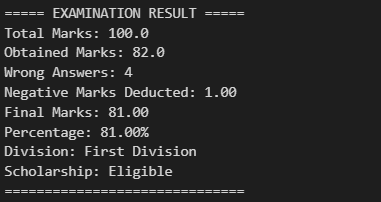 ===== EXAMINATION RESULT =====
Total Marks: 100.0
Obtained Marks: 82.0
Wrong Answers: 4
Negative Marks Deducted: 1.00
Final Marks: 81.00
Percentage: 81.00%
Division: First Division
Scholarship: Eligible
==============================